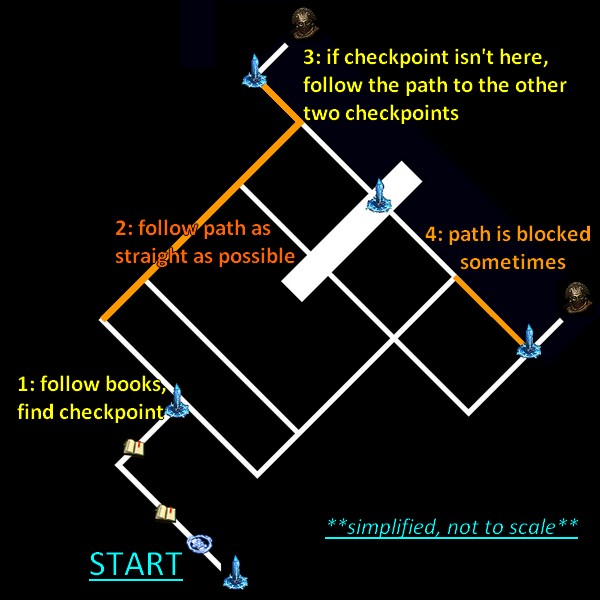 3: if checkpoint isn't here,
follow the path to the other
two checkpoints
2: follow path as
straight as possible
4: path is blocked
sometimes
1: follow books,
find checkpoint
**simplified, not to scale**
START